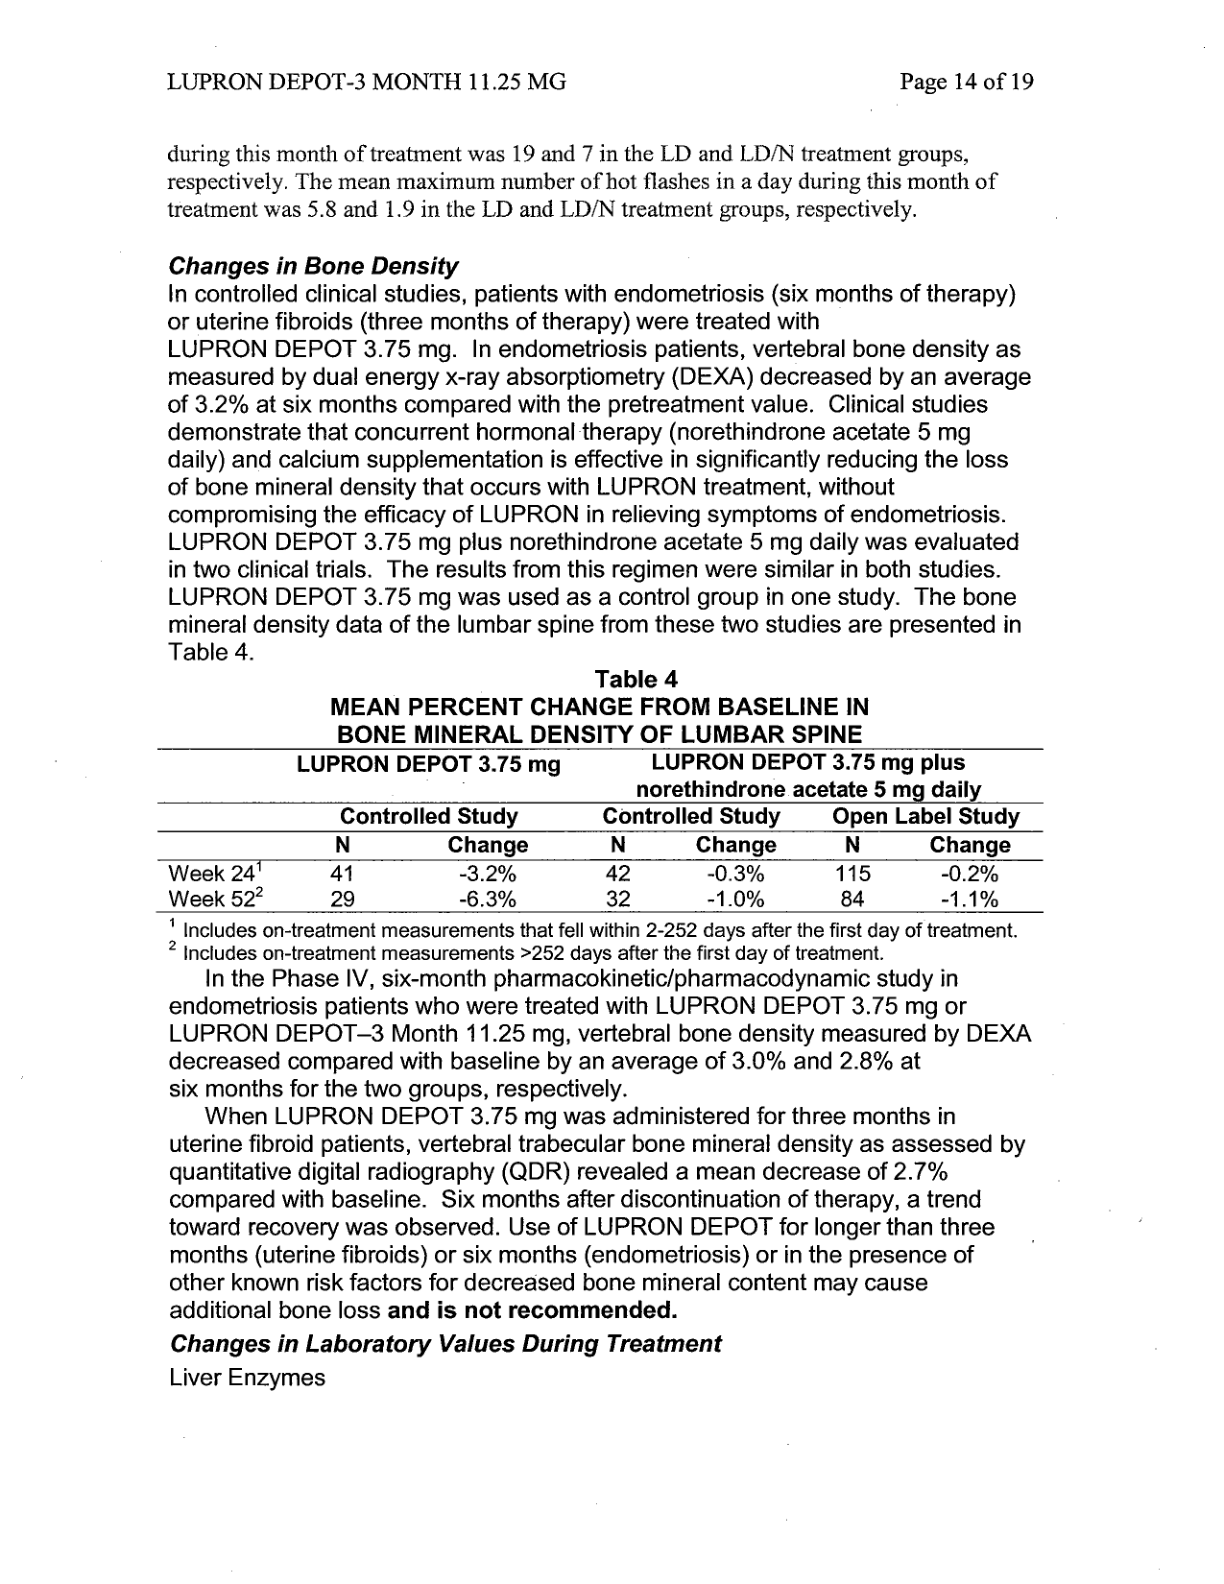 LUPRON DEPOT-3 MONTH 11.25 MG Page 14 of 19
during this month of treatment was 19 and 7 in the LD and LD/N treatment groups,
respectively. The mean maximum number of hot flashes in a day during this month of
treatment was 5.8 and 1.9 in the LD and LD/N treatment groups, respectively.
Changes in Bone Density
In controlled clinical studies, patients with endometriosis (six months of therapy)
or uterine fibroids (three months of therapy) were treated with
LUPRON DEPOT 3.75 mg. In endometriosis patients, vertebral bone density as
measured by dual energy x-ray absorptiometry (DEXA) decreased by an average
of 3.2% at six months compared with the pretreatment value. Clinical studies
demonstrate that concurrent hormonal therapy (norethindrone acetate 5 mg
daily) and calcium supplementation is effective in significantly reducing the loss
of bone mineral density that occurs with LUPRON treatment, without
compromising the efficacy of LUPRON in relieving symptoms of endometriosis.
LUPRON DEPOT 3.75 mg plus norethindrone acetate 5 mg daily was evaluated
in two clinical trials. The results from this regimen were similar in both studies.
LUPRON DEPOT 3.75 mg was used as a control group in one study. The bone
mineral density data of the lumbar spine from these two studies are presented in
Table 4.
Table 4
MEAN PERCENT CHANGE FROM BASELINE IN
BONE MINERAL DENSITY OF LUMBAR SPINE
LUPRON DEPOT 3.75 mg LUPRON DEPOT 3.75 mg plus
norethindrone acetate 5 mg daily
Controlled Study Controlled Study Open Label Study
N Change N Change N Change
Week 24¹ 41 -3.2% 42 -0.3% 115 -0.2%
Week 52² 29 -6.3% 32 -1.0% 84 -1.1%
¹ Includes on-treatment measurements that fell within 2-252 days after the first day of treatment.
² Includes on-treatment measurements >252 days after the first day of treatment.
In the Phase IV, six-month pharmacokinetic/pharmacodynamic study in
endometriosis patients who were treated with LUPRON DEPOT 3.75 mg or
LUPRON DEPOT–3 Month 11.25 mg, vertebral bone density measured by DEXA
decreased compared with baseline by an average of 3.0% and 2.8% at
six months for the two groups, respectively.
When LUPRON DEPOT 3.75 mg was administered for three months in
uterine fibroid patients, vertebral trabecular bone mineral density as assessed by
quantitative digital radiography (QDR) revealed a mean decrease of 2.7%
compared with baseline. Six months after discontinuation of therapy, a trend
toward recovery was observed. Use of LUPRON DEPOT for longer than three
months (uterine fibroids) or six months (endometriosis) or in the presence of
other known risk factors for decreased bone mineral content may cause
additional bone loss and is not recommended.
Changes in Laboratory Values During Treatment
Liver Enzymes